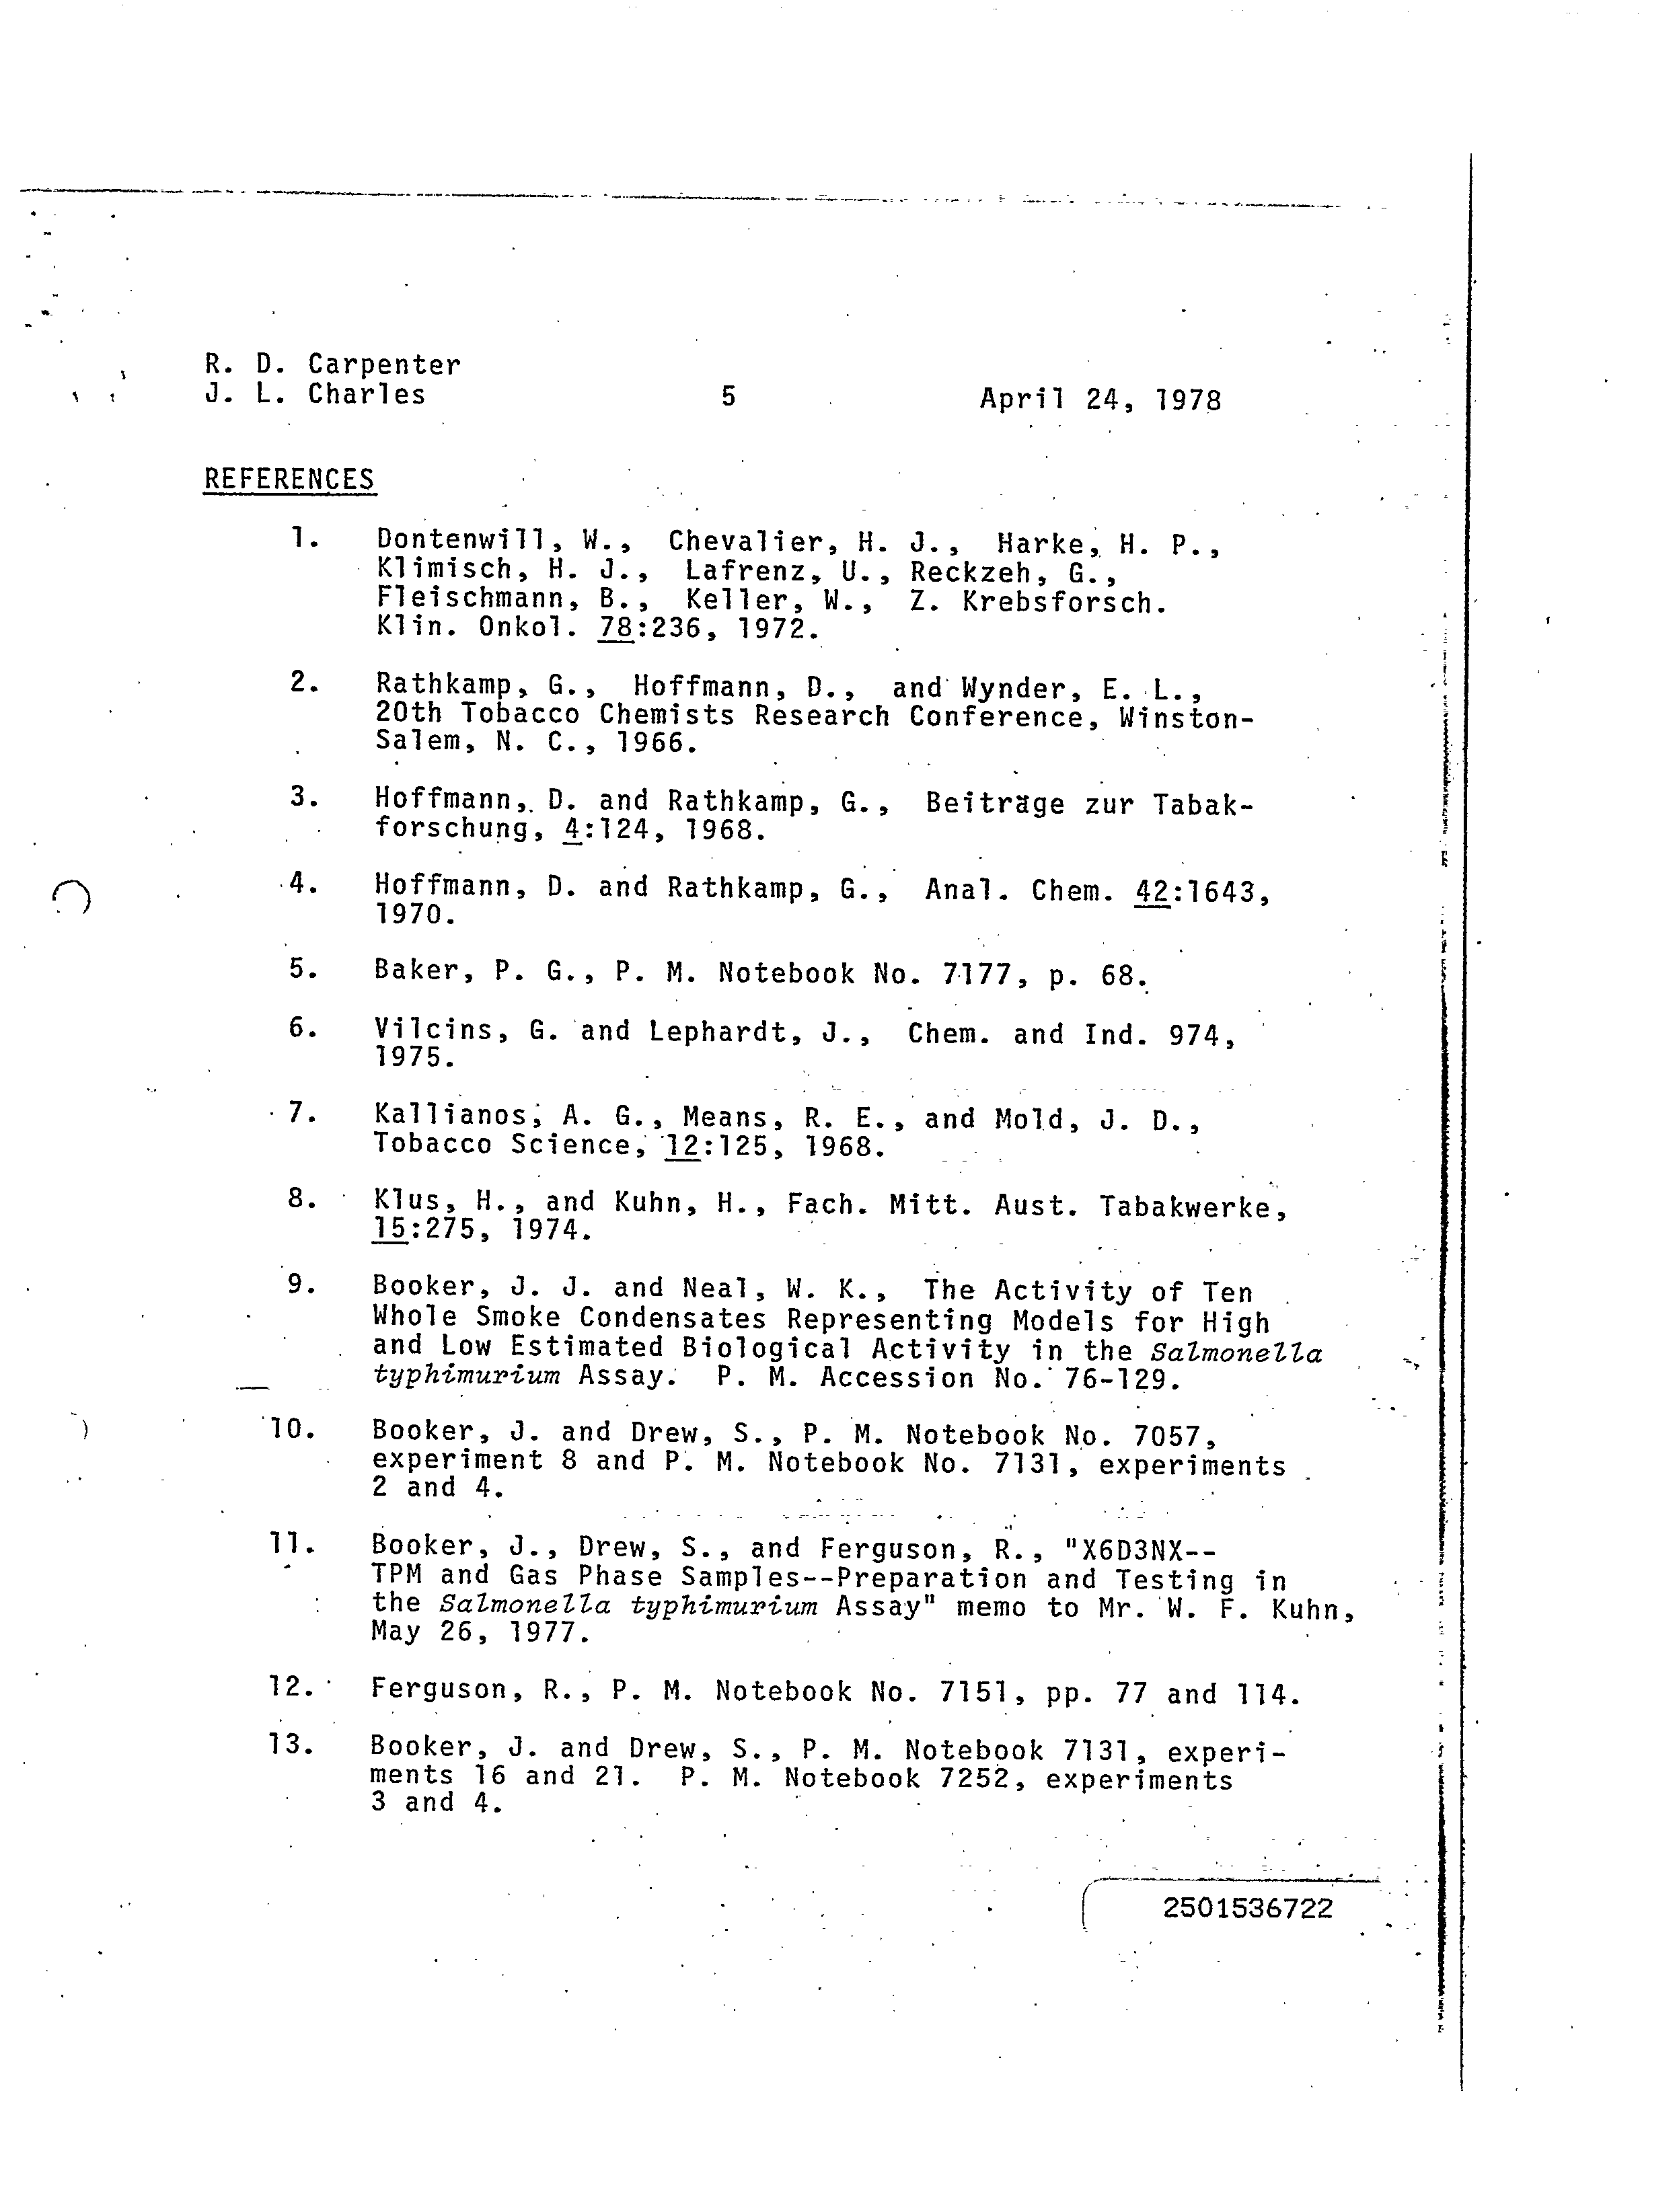 R. D. Carpenter
J. L. Charles 5 April 24, 1978
REFERENCES
1. Dontenwill, W., Chevalier, H. J., Harke, H. P.,
Klimisch, H. J., Lafrenz, U., Reckzeh, G.,
Fleischmann, B., Keller, W., Z. Krebsforsch.
Klin. Onkol. 78:236, 1972.
2. Rathkamp, G., Hoffmann, D., and Wynder, E. L.,
20th Tobacco Chemists Research Conference, Winston-
Salem, N. C., 1966.
3. Hoffmann, D. and Rathkamp, G., Beiträge zur Tabak-
forschung, 4:124, 1968.
4. Hoffmann, D. and Rathkamp, G., Anal. Chem. 42:1643,
1970.
5. Baker, P. G., P. M. Notebook No. 7177, p. 68.
6. Vilcins, G. and Lephardt, J., Chem. and Ind. 974,
1975.
7. Kallianos, A. G., Means, R. E., and Mold, J. D.,
Tobacco Science, 12:125, 1968.
8. Klus, H., and Kuhn, H., Fach. Mitt. Aust. Tabakwerke,
15:275, 1974.
9. Booker, J. J. and Neal, W. K., The Activity of Ten
Whole Smoke Condensates Representing Models for High
and Low Estimated Biological Activity in the Salmonella
typhimurium Assay. P. M. Accession No. 76-129.
10. Booker, J. and Drew, S., P. M. Notebook No. 7057,
experiment 8 and P. M. Notebook No. 7131, experiments
2 and 4.
11. Booker, J., Drew, S., and Ferguson, R., "X6D3NX--
TPM and Gas Phase Samples--Preparation and Testing in
the Salmonella typhimurium Assay" memo to Mr. W. F. Kuhn,
May 26, 1977.
12. Ferguson, R., P. M. Notebook No. 7151, pp. 77 and 114.
13. Booker, J. and Drew, S., P. M. Notebook 7131, experi-
ments 16 and 21. P. M. Notebook 7252, experiments
3 and 4.
2501536722